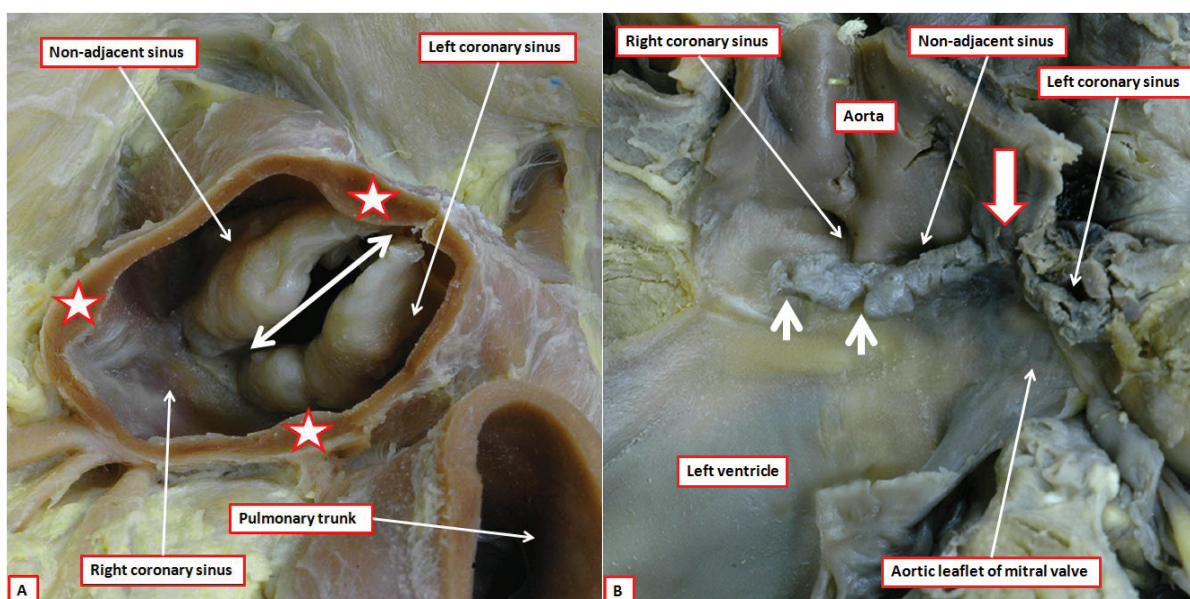 Non-adjacent sinus
Left coronary sinus
Pulmonary trunk
Right coronary sinus
A
Right coronary sinus
Non-adjacent sinus
Left coronary sinus
Aorta
Left ventricle
Aortic leaflet of mitral valve
B